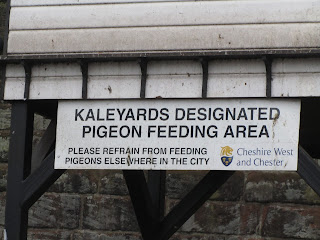 KALEYARDS DESIGNATED
PIGEON FEEDING AREA
PLEASE REFRAIN FROM FEEDING
PIGEONS ELSEWHERE IN THE CITY
Cheshire West
and Chester